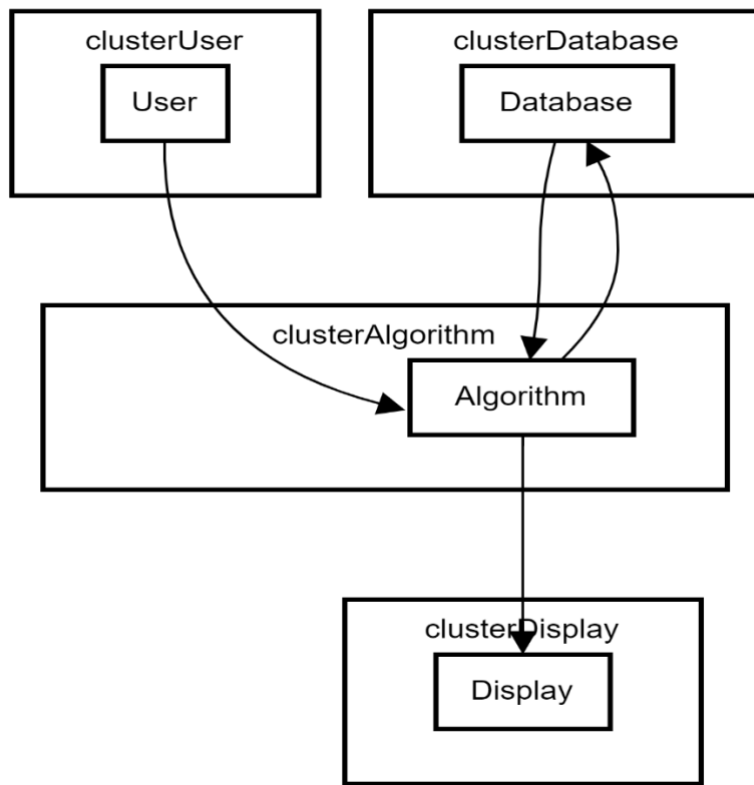 clusterUser
User
clusterDatabase
Database
clusterAlgorithm
Algorithm
clusterDisplay
Display